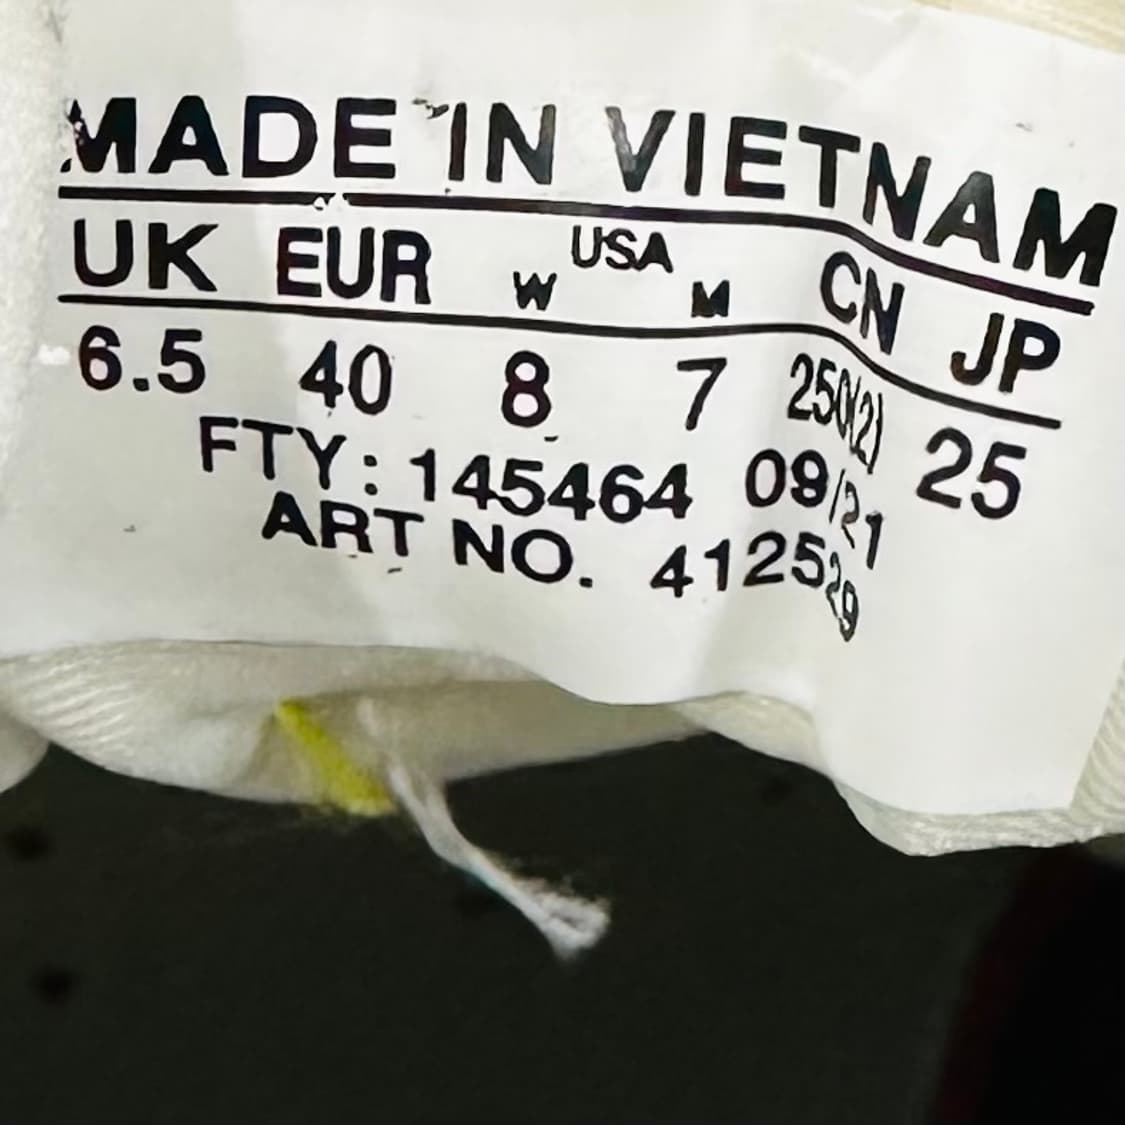 MADE IN VIETNAM
UK EUR W USA M CN JP
6.5 40 8 7 250(2) 25
FTY: 145464 09/21
ART NO. 412529